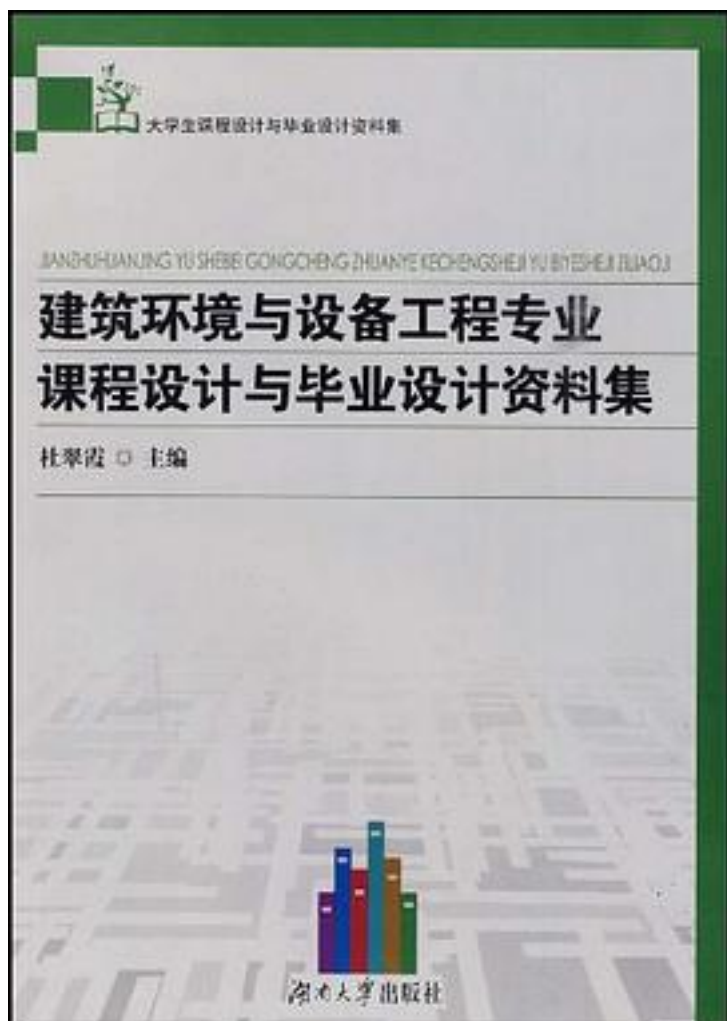 大学生课程设计与毕业设计资料集
JIANZHUHUANJING YU SHEBEI GONGCHENG ZHUANYE KECHENGSHEJI YU BIYESHEJI ZILIAOJI
建筑环境与设备工程专业
课程设计与毕业设计资料集
杜翠霞 主编
湖南大学出版社